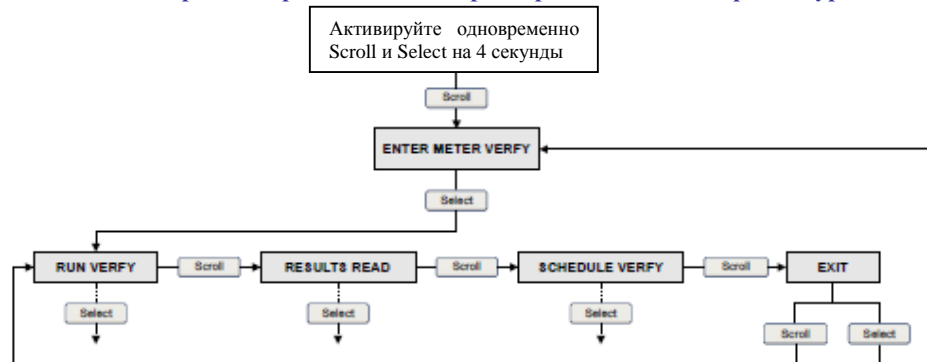 Активируйте одновременно
Scroll и Select на 4 секунды
Scroll
ENTER METER VERFY
Select
RUN VERFY Scroll RESULTS READ Scroll SCHEDULE VERFY Scroll EXIT
Select Select Select Scroll Select